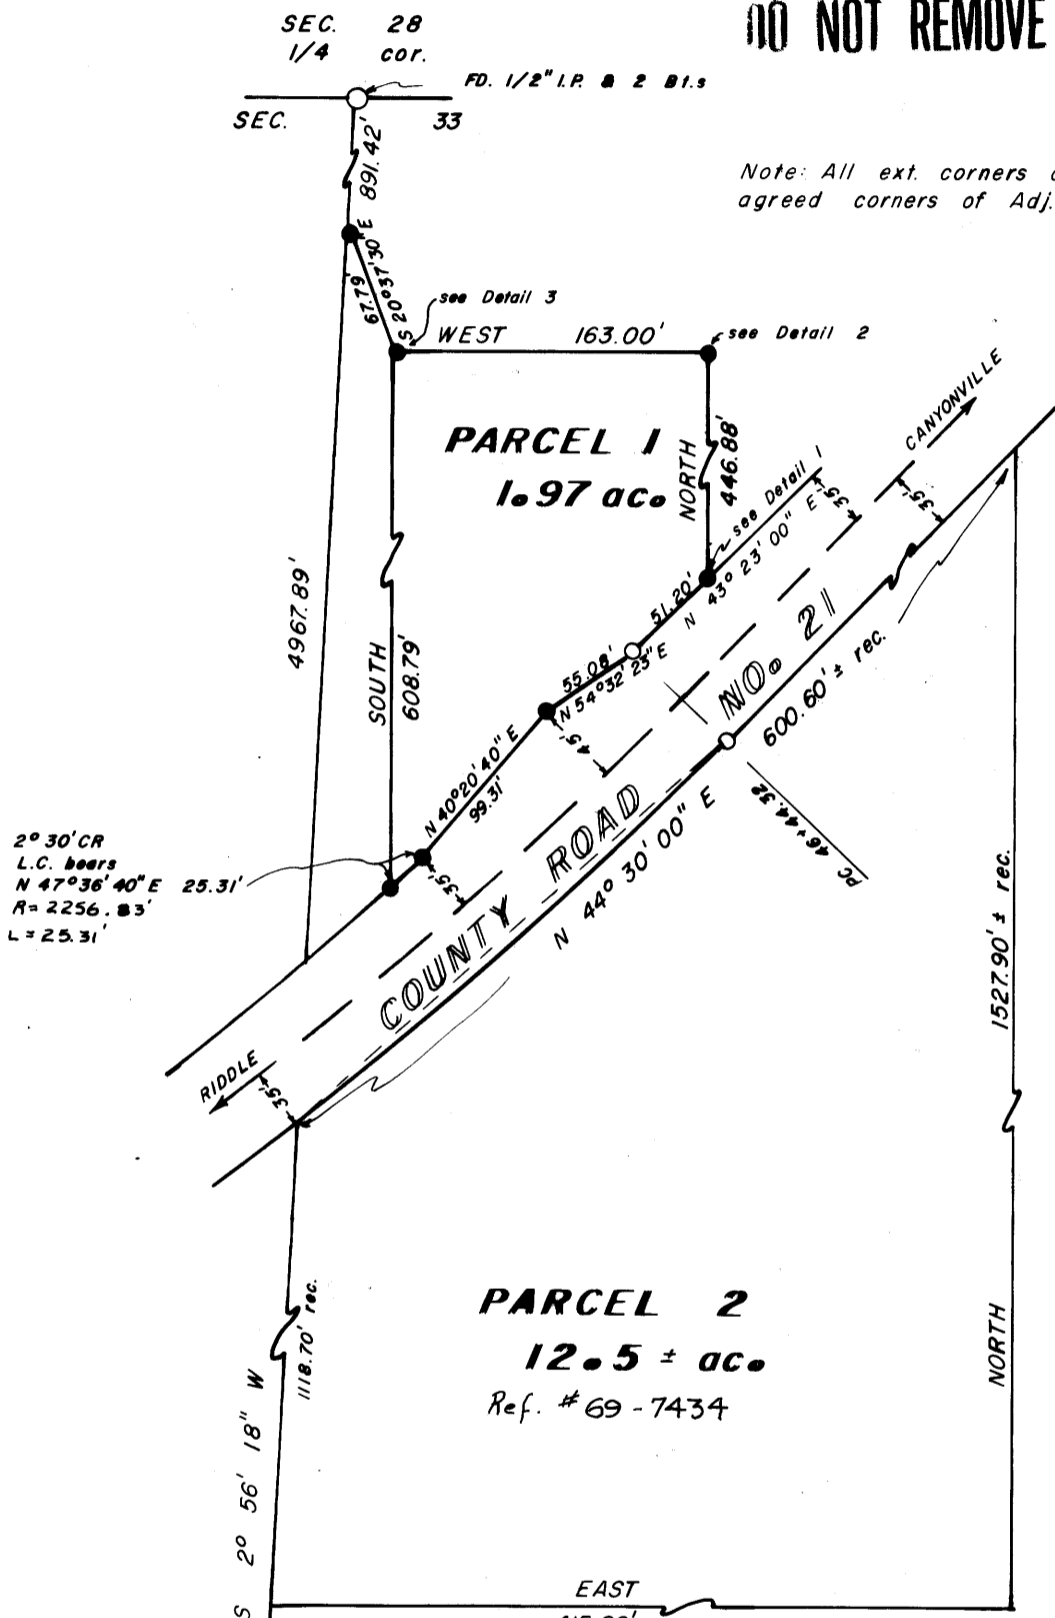 DO NOT REMOVE
SEC. 28
1/4 cor.
FD. 1/2" I.P. & 2 Bt.s
SEC. 33
Note: All ext. corners
agreed corners of Adj.
891.42'
S 20°37'30" E
67.79'
see Detail 3
WEST 163.00'
see Detail 2
PARCEL 1
1.97 ac.
NORTH
446.88'
see Detail 1
CANYONVILLE
35'
35'
N 43° 23' 00" E
51.20'
4967.89'
SOUTH
608.79'
55.08'
N 54°32'23" E
45'
NO. 21
600.60' ± rec.
N 40°20'40" E
99.31'
2° 30' CR
L.C. bears
N 47°36'40" E 25.31'
R= 2256.83'
L = 25.31'
35'
COUNTY ROAD
N 44° 30' 00" E
PC 46+44.32
1527.90' ± rec.
RIDDLE
35'
1118.70' rec.
PARCEL 2
12.5 ± ac.
Ref. #69-7434
NORTH
S 2° 56' 18" W
EAST